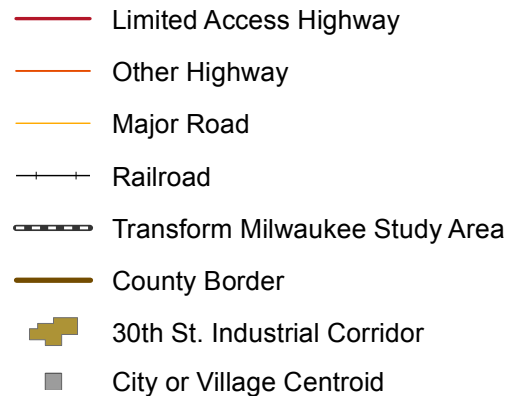 Limited Access Highway
Other Highway
Major Road
Railroad
Transform Milwaukee Study Area
County Border
30th St. Industrial Corridor
City or Village Centroid